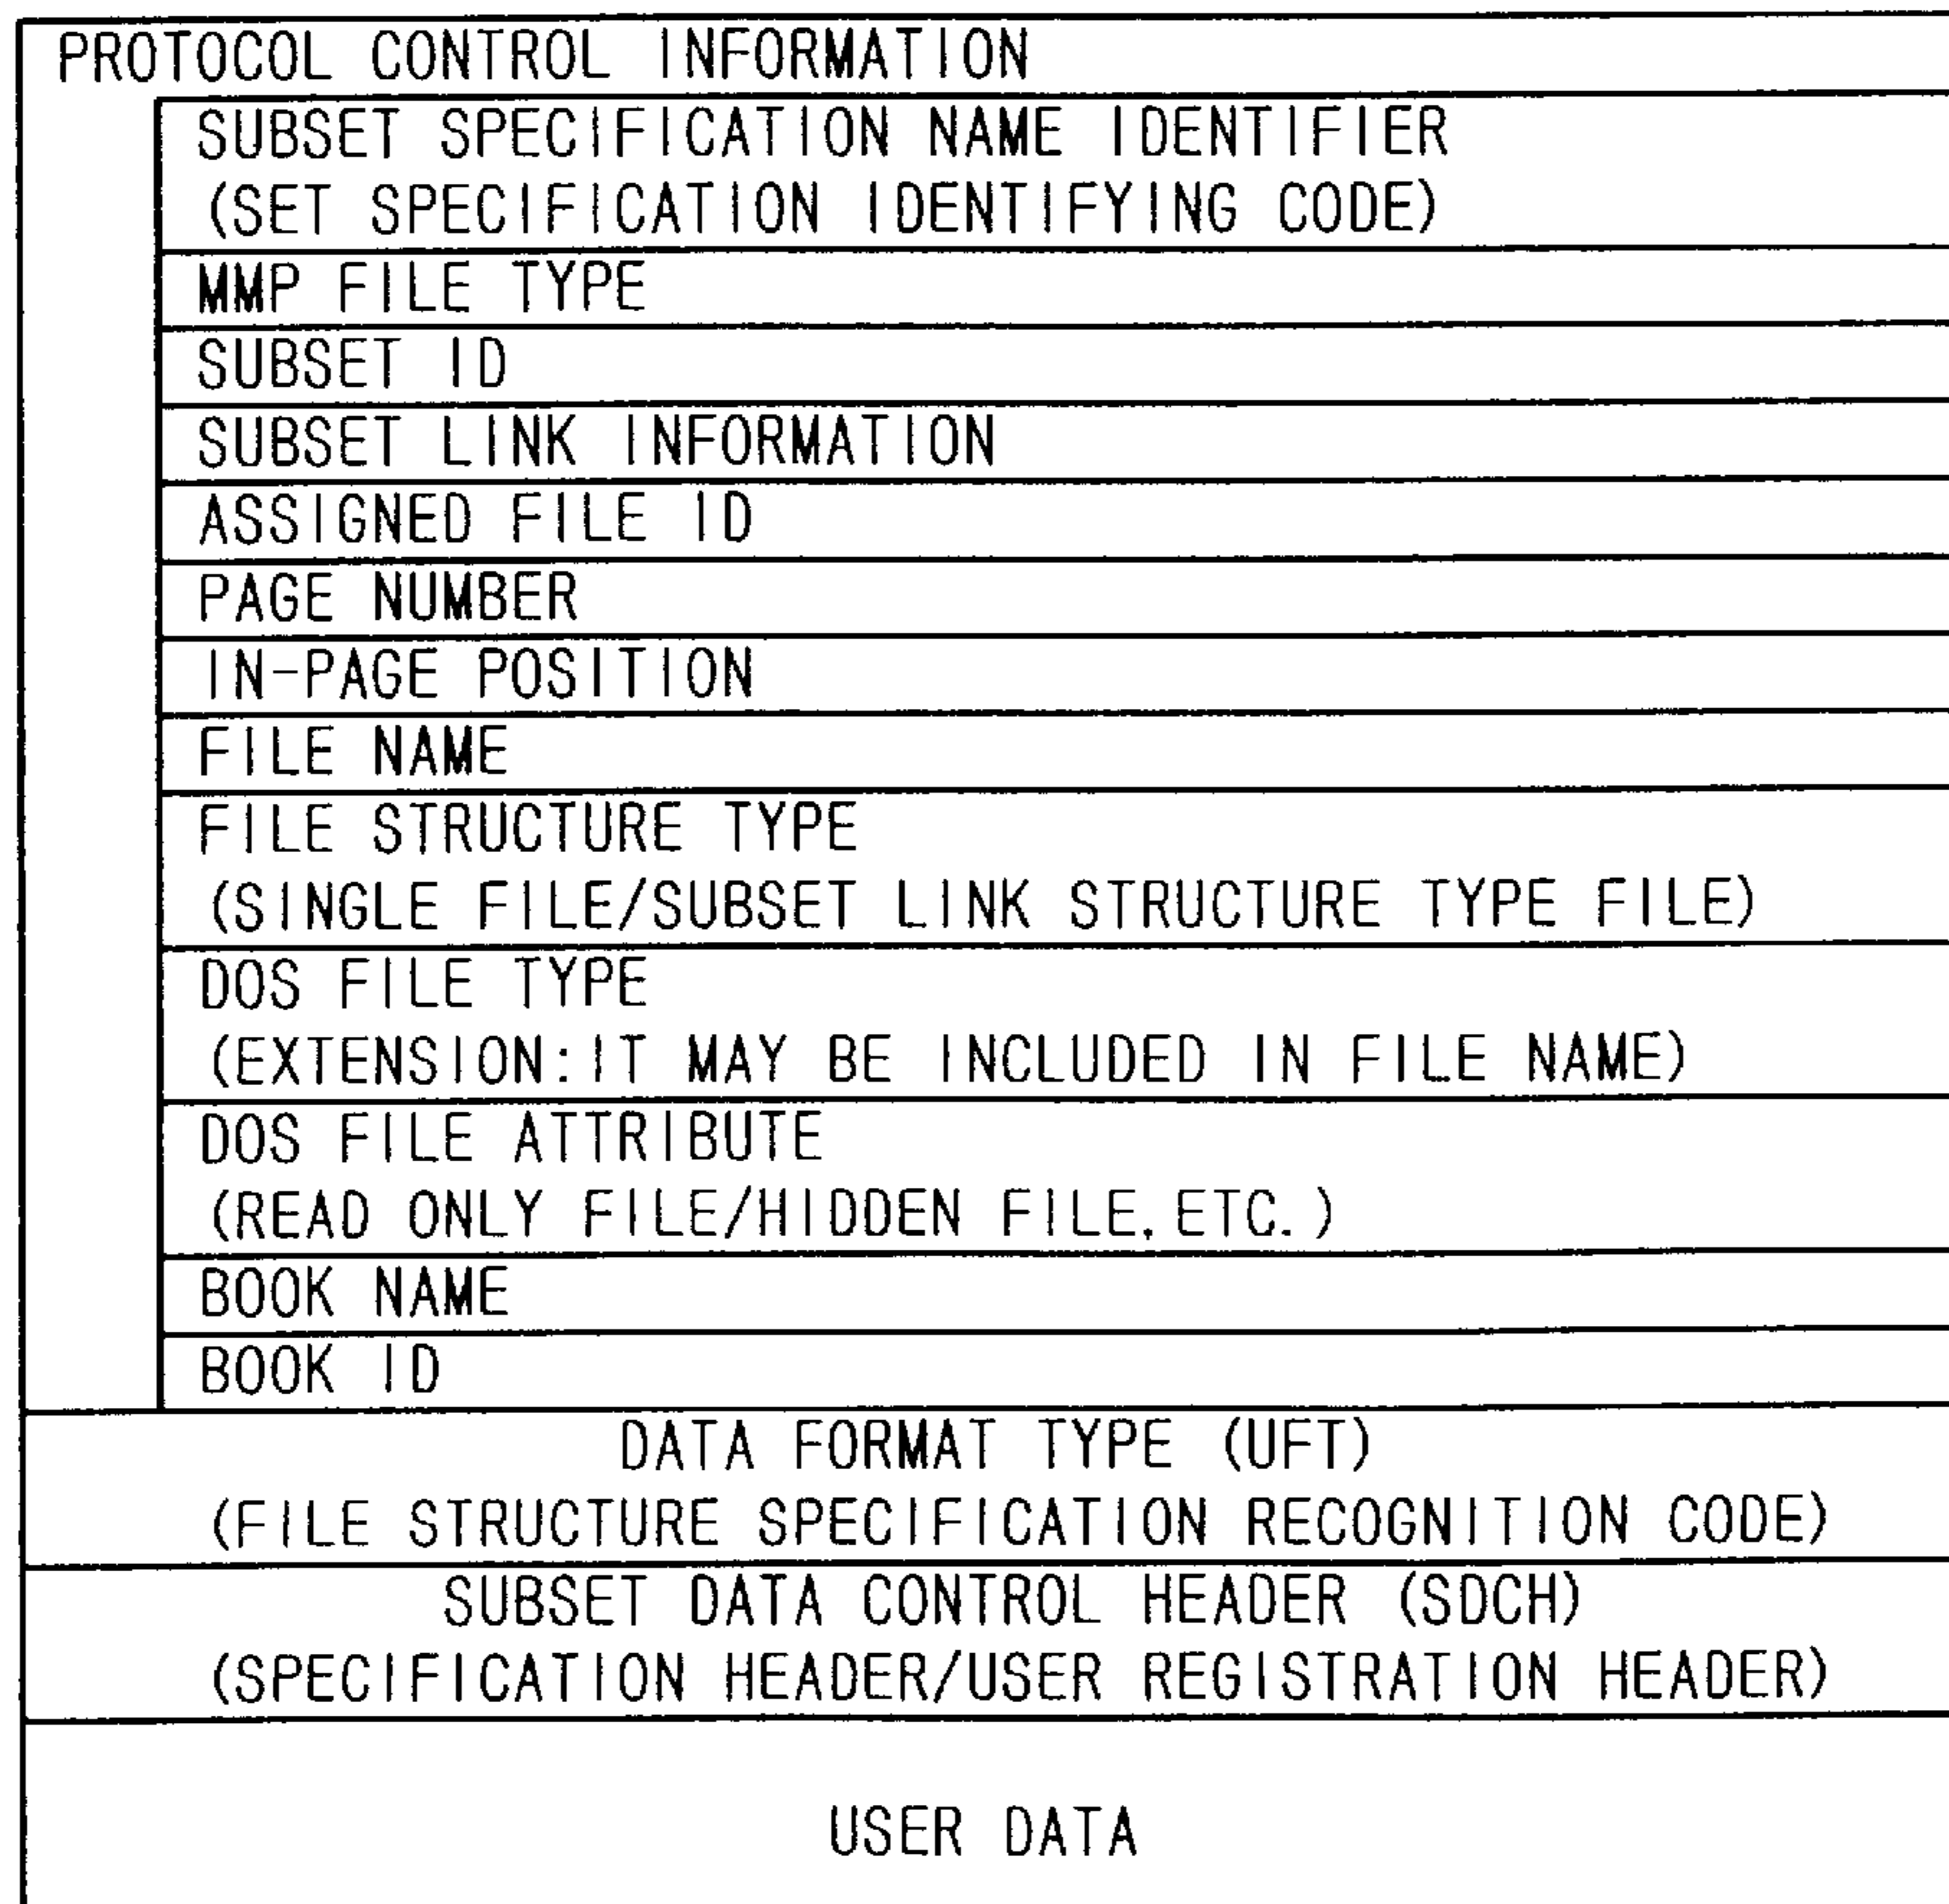 PROTOCOL CONTROL INFORMATION
SUBSET SPECIFICATION NAME IDENTIFIER
(SET SPECIFICATION IDENTIFYING CODE)
MMP FILE TYPE
SUBSET ID
SUBSET LINK INFORMATION
ASSIGNED FILE ID
PAGE NUMBER
IN-PAGE POSITION
FILE NAME
FILE STRUCTURE TYPE
(SINGLE FILE/SUBSET LINK STRUCTURE TYPE FILE)
DOS FILE TYPE
(EXTENSION:IT MAY BE INCLUDED IN FILE NAME)
DOS FILE ATTRIBUTE
(READ ONLY FILE/HIDDEN FILE,ETC.)
BOOK NAME
BOOK ID
DATA FORMAT TYPE (UFT)
(FILE STRUCTURE SPECIFICATION RECOGNITION CODE)
SUBSET DATA CONTROL HEADER (SDCH)
(SPECIFICATION HEADER/USER REGISTRATION HEADER)
USER DATA